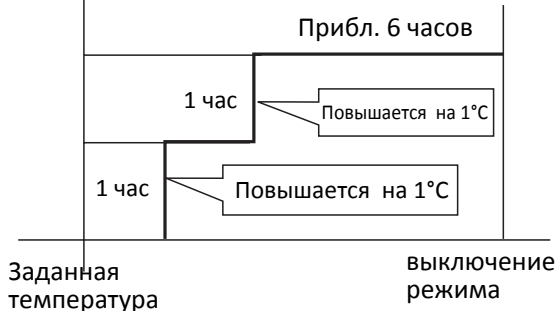 Прибл. 6 часов
1 час
Повышается на 1°C
1 час
Повышается на 1°C
Заданная
температура
выключение
режима